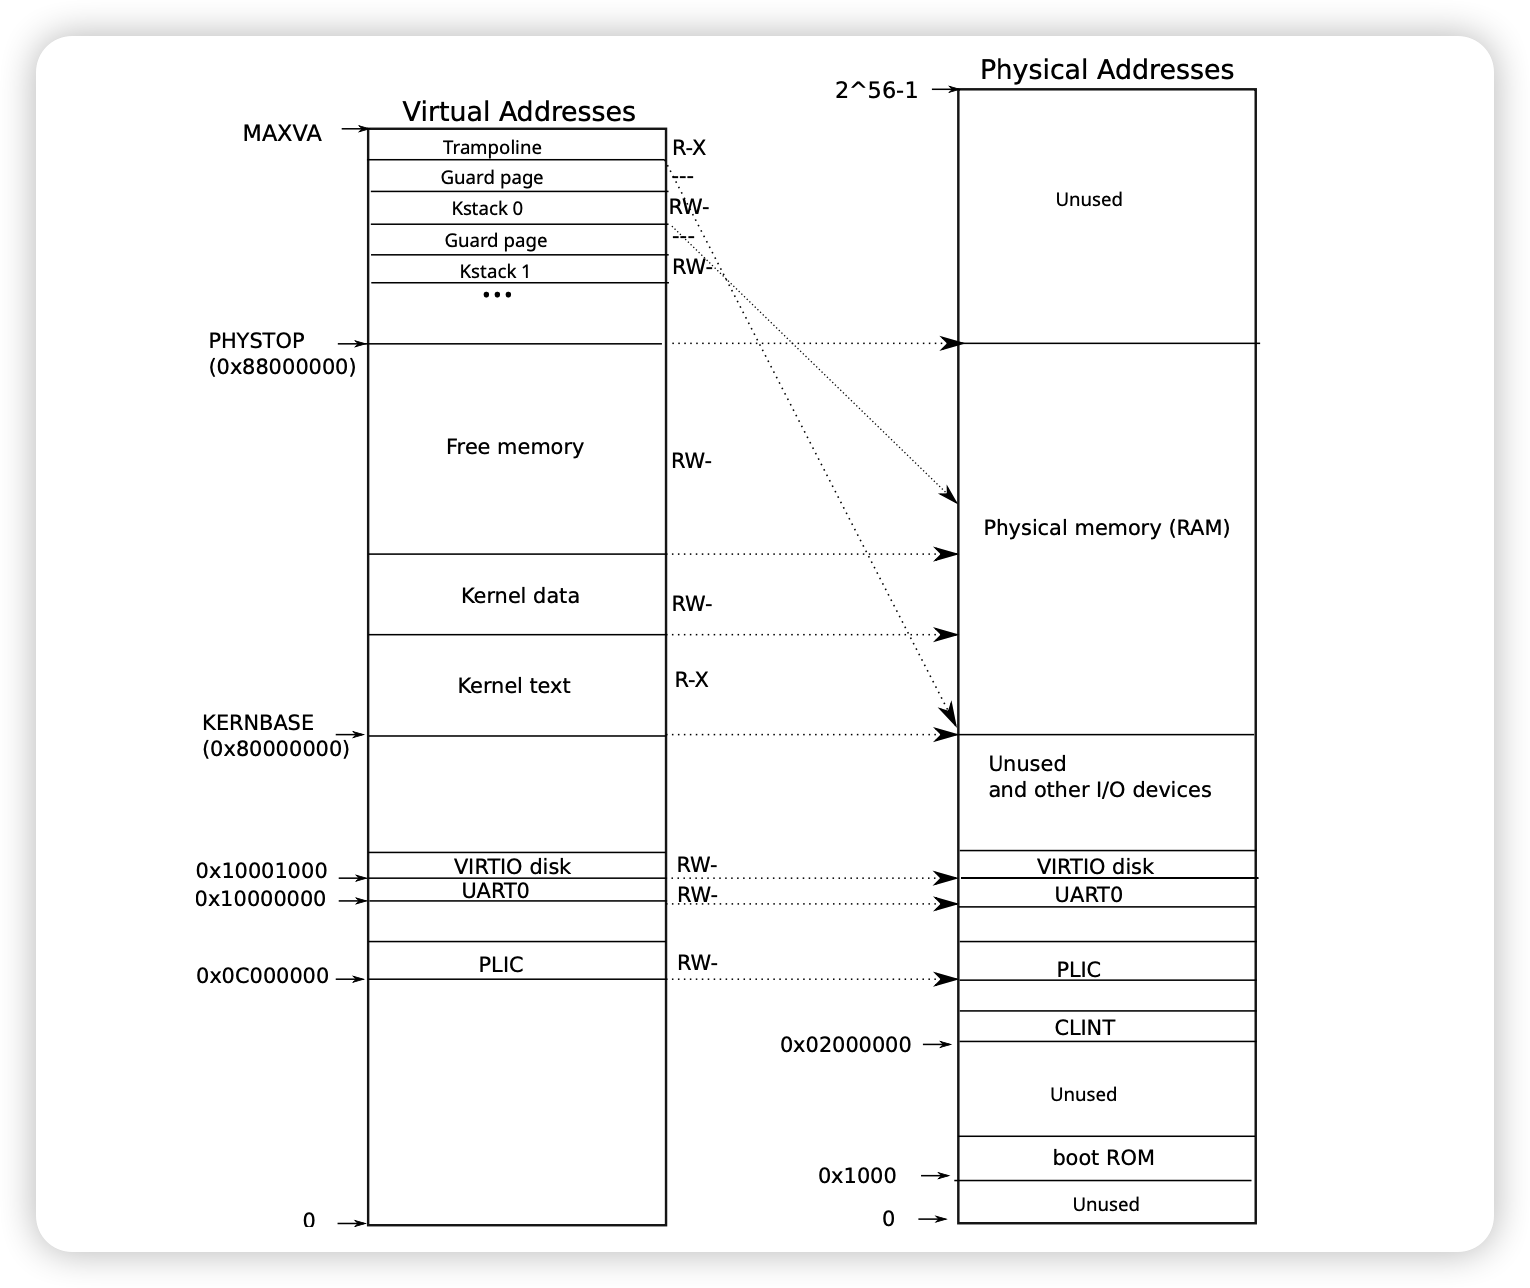 Physical Addresses
2^56-1
Virtual Addresses
MAXVA
Trampoline
R-X
Guard page
---
Unused
Kstack 0
RW-
Guard page
---
Kstack 1
RW-
...
PHYSTOP
(0x88000000)
Free memory
RW-
Physical memory (RAM)
Kernel data
RW-
Kernel text
R-X
KERNBASE
(0x80000000)
Unused
and other I/O devices
0x10001000
VIRTIO disk
RW-
VIRTIO disk
0x10000000
UART0
RW-
UART0
0x0C000000
PLIC
RW-
PLIC
CLINT
0x02000000
Unused
boot ROM
0x1000
Unused
0
0